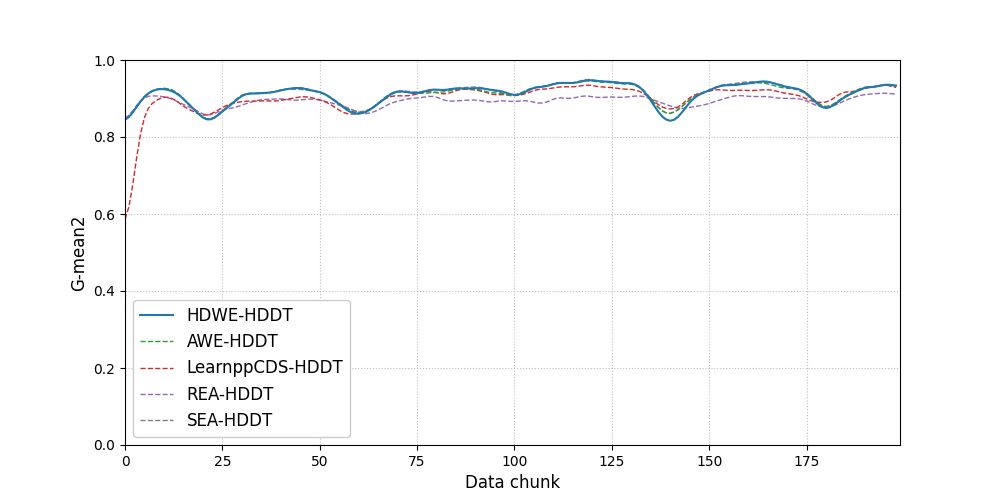 1.0
0.8
0.6
0.4
0.2
0.0
G-mean2
HDWE-HDDT
AWE-HDDT
LearnppCDS-HDDT
REA-HDDT
SEA-HDDT
0 25 50 75 100 125 150 175
Data chunk